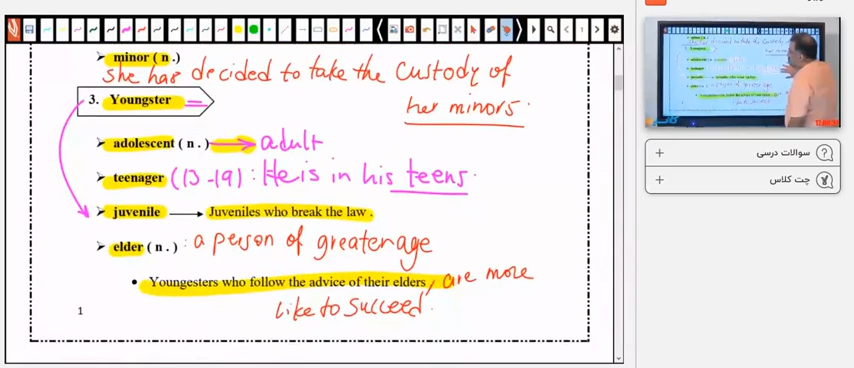 ➤ minor (n.)
She has decided to take the custody of
her minors.
3. Youngster
➤ adolescent (n.) → adult
➤ teenager (13-19): He is in his teens.
➤ juvenile → Juveniles who break the law.
➤ elder (n.) : a person of greater age
• Youngesters who follow the advice of their elders, are more
like to succeed.
1
سوالات درسی
چت کلاس